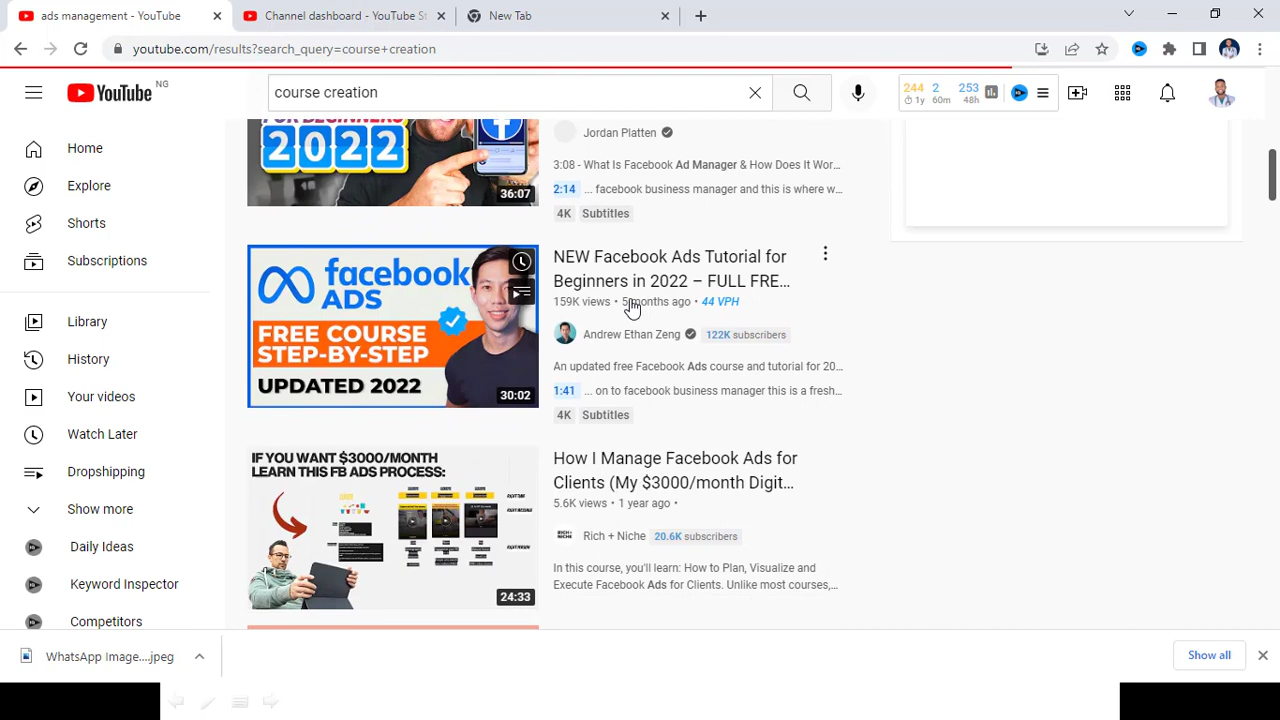 ads management - YouTube
Channel dashboard - YouTube St
New Tab
youtube.com/results?search_query=course+creation
YouTube NG
course creation
244 2 253
1y 60m 48h
Home
Explore
Shorts
Subscriptions
Library
History
Your videos
Watch Later
Dropshipping
Show more
Daily Ideas
Keyword Inspector
Competitors
2022
36:07
Jordan Platten
3:08 - What Is Facebook Ad Manager & How Does It Wor...
2:14 ... facebook business manager and this is where w...
4K Subtitles
facebook
ADS
FREE COURSE
STEP-BY-STEP
UPDATED 2022
30:02
NEW Facebook Ads Tutorial for
Beginners in 2022 – FULL FRE...
159K views • 5 months ago • 44 VPH
Andrew Ethan Zeng 122K subscribers
An updated free Facebook Ads course and tutorial for 20...
1:41 ... on to facebook business manager this is a fresh...
4K Subtitles
IF YOU WANT $3000/MONTH
LEARN THIS FB ADS PROCESS:
24:33
How I Manage Facebook Ads for
Clients (My $3000/month Digit...
5.6K views • 1 year ago •
Rich + Niche 20.6K subscribers
In this course, you'll learn: How to Plan, Visualize and
Execute Facebook Ads for Clients. Unlike most courses,...
WhatsApp Image....jpeg
Show all